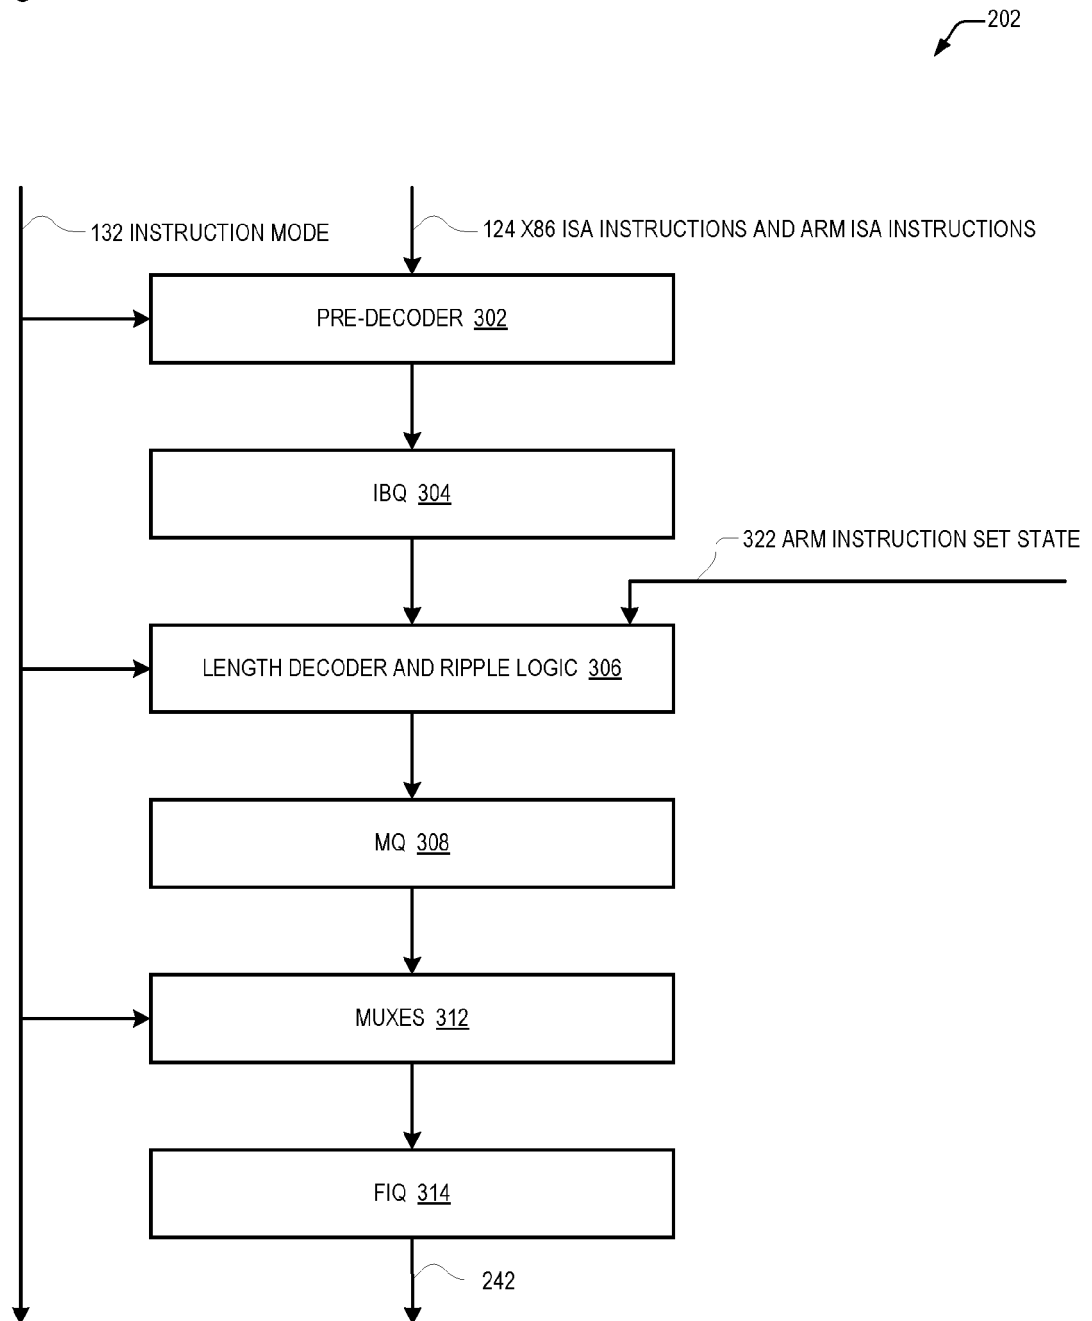 202
132 INSTRUCTION MODE
124 X86 ISA INSTRUCTIONS AND ARM ISA INSTRUCTIONS
PRE-DECODER 302
IBQ 304
322 ARM INSTRUCTION SET STATE
LENGTH DECODER AND RIPPLE LOGIC 306
MQ 308
MUXES 312
FIQ 314
242